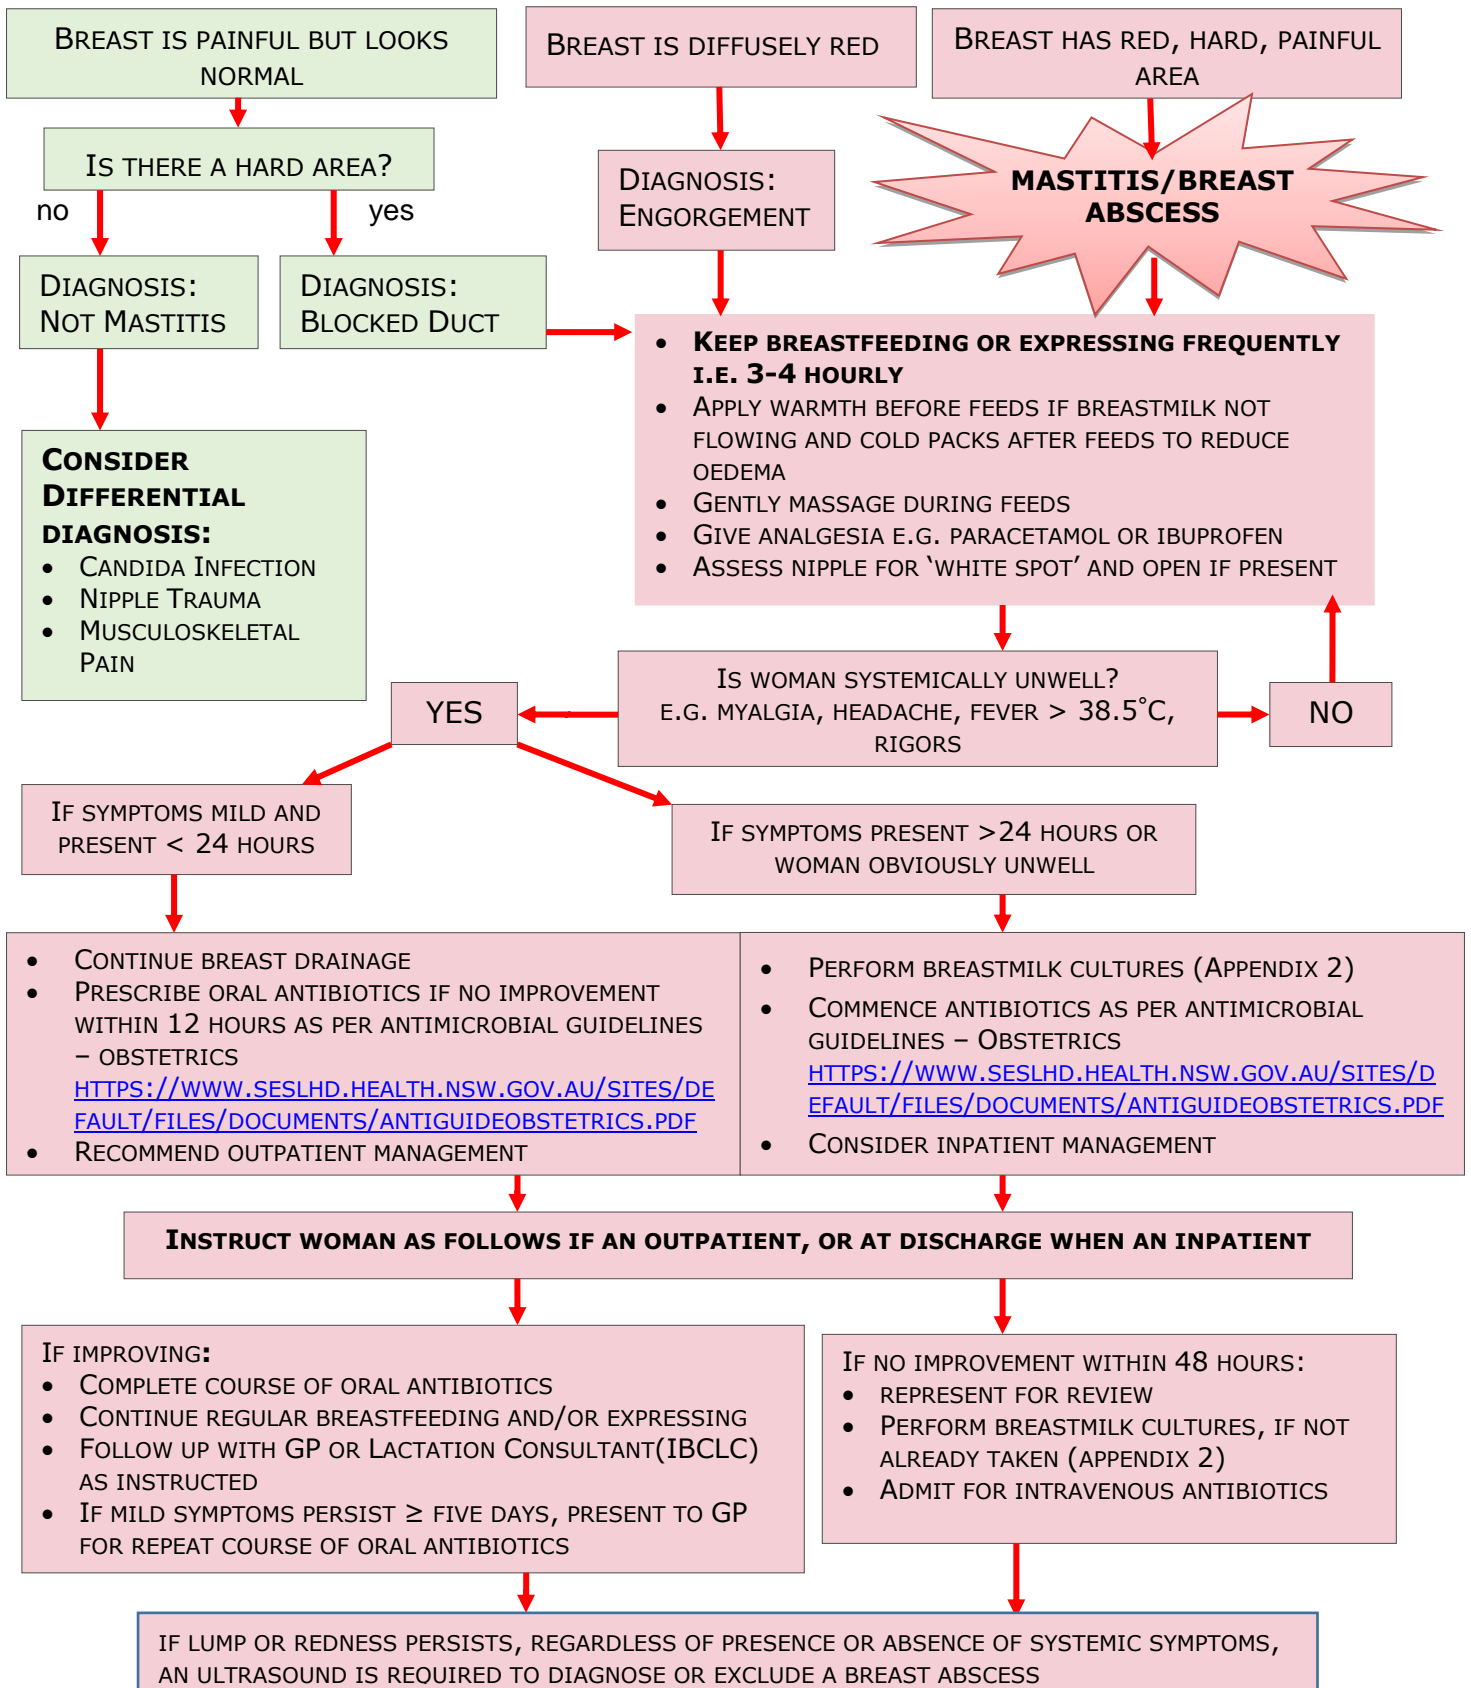 BREAST IS PAINFUL BUT LOOKS
NORMAL
BREAST IS DIFFUSELY RED
BREAST HAS RED, HARD, PAINFUL
AREA
IS THERE A HARD AREA?
no
yes
DIAGNOSIS:
NOT MASTITIS
DIAGNOSIS:
BLOCKED DUCT
DIAGNOSIS:
ENGORGEMENT
MASTITIS/BREAST
ABSCESS
CONSIDER
DIFFERENTIAL
DIAGNOSIS:
• CANDIDA INFECTION
• NIPPLE TRAUMA
• MUSCULOSKELETAL
PAIN
• KEEP BREASTFEEDING OR EXPRESSING FREQUENTLY
I.E. 3-4 HOURLY
• APPLY WARMTH BEFORE FEEDS IF BREASTMILK NOT
FLOWING AND COLD PACKS AFTER FEEDS TO REDUCE
OEDEMA
• GENTLY MASSAGE DURING FEEDS
• GIVE ANALGESIA E.G. PARACETAMOL OR IBUPROFEN
• ASSESS NIPPLE FOR ‘WHITE SPOT’ AND OPEN IF PRESENT
IS WOMAN SYSTEMICALLY UNWELL?
E.G. MYALGIA, HEADACHE, FEVER > 38.5°C,
RIGORS
YES
NO
IF SYMPTOMS MILD AND
PRESENT < 24 HOURS
IF SYMPTOMS PRESENT >24 HOURS OR
WOMAN OBVIOUSLY UNWELL
• CONTINUE BREAST DRAINAGE
• PRESCRIBE ORAL ANTIBIOTICS IF NO IMPROVEMENT
WITHIN 12 HOURS AS PER ANTIMICROBIAL GUIDELINES
– OBSTETRICS
HTTPS://WWW.SESLHD.HEALTH.NSW.GOV.AU/SITES/DE
FAULT/FILES/DOCUMENTS/ANTIGUIDEOBSTETRICS.PDF
• RECOMMEND OUTPATIENT MANAGEMENT
• PERFORM BREASTMILK CULTURES (APPENDIX 2)
• COMMENCE ANTIBIOTICS AS PER ANTIMICROBIAL
GUIDELINES – OBSTETRICS
HTTPS://WWW.SESLHD.HEALTH.NSW.GOV.AU/SITES/D
EFAULT/FILES/DOCUMENTS/ANTIGUIDEOBSTETRICS.PDF
• CONSIDER INPATIENT MANAGEMENT
INSTRUCT WOMAN AS FOLLOWS IF AN OUTPATIENT, OR AT DISCHARGE WHEN AN INPATIENT
IF IMPROVING:
• COMPLETE COURSE OF ORAL ANTIBIOTICS
• CONTINUE REGULAR BREASTFEEDING AND/OR EXPRESSING
• FOLLOW UP WITH GP OR LACTATION CONSULTANT(IBCLC)
AS INSTRUCTED
• IF MILD SYMPTOMS PERSIST ≥ FIVE DAYS, PRESENT TO GP
FOR REPEAT COURSE OF ORAL ANTIBIOTICS
IF NO IMPROVEMENT WITHIN 48 HOURS:
• REPRESENT FOR REVIEW
• PERFORM BREASTMILK CULTURES, IF NOT
ALREADY TAKEN (APPENDIX 2)
• ADMIT FOR INTRAVENOUS ANTIBIOTICS
IF LUMP OR REDNESS PERSISTS, REGARDLESS OF PRESENCE OR ABSENCE OF SYSTEMIC SYMPTOMS,
AN ULTRASOUND IS REQUIRED TO DIAGNOSE OR EXCLUDE A BREAST ABSCESS